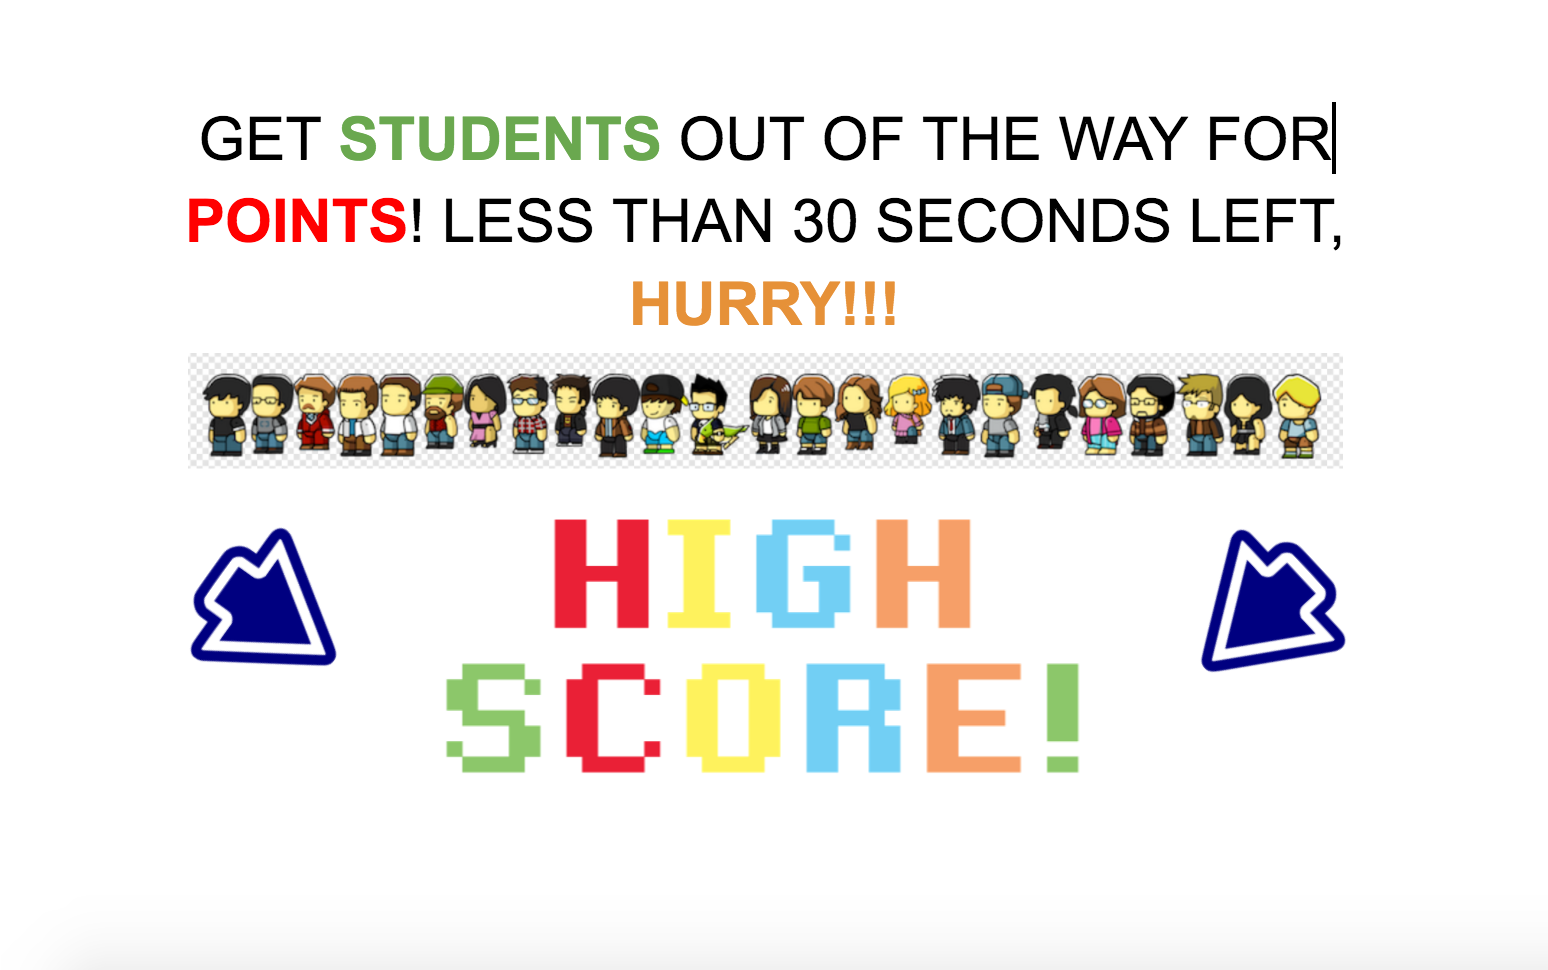 GET STUDENTS OUT OF THE WAY FOR
POINTS! LESS THAN 30 SECONDS LEFT,
HURRY!!!
HIGH
SCORE!